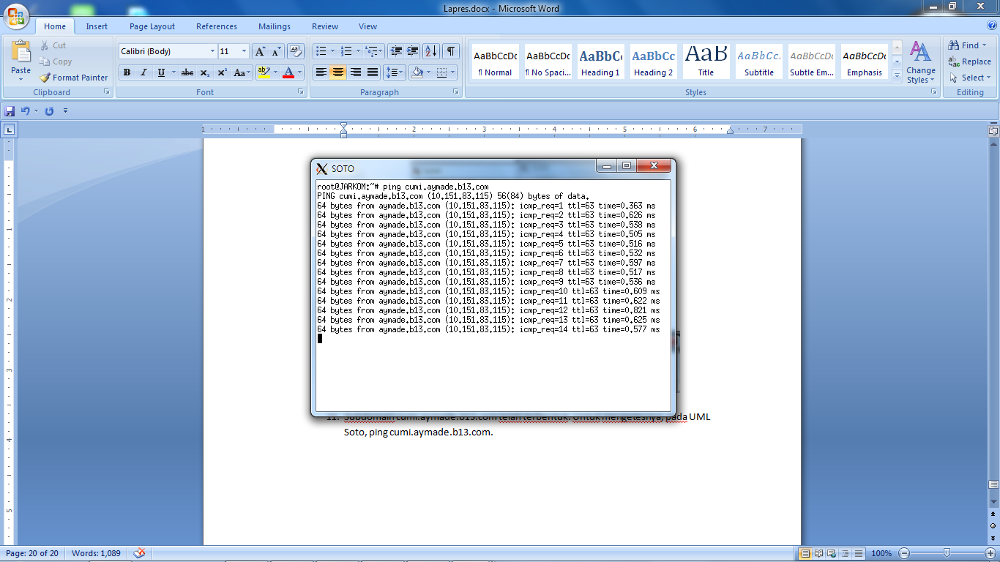 Lapres.docx - Microsoft Word
Home Insert Page Layout References Mailings Review View
Paste
Cut
Copy
Format Painter
Clipboard
Calibri (Body) 11
Font
Paragraph
AaBbCcDc AaBbCcDc AaBbCc AaBbCc AaB AaBbCc. AaBbCcDc AaBbCcDc
¶ Normal ¶ No Spaci... Heading 1 Heading 2 Title Subtitle Subtle Em... Emphasis
Change Styles
Styles
Find
Replace
Select
Editing
1 2 3 4 5 6 7
SOTO
root@JARKOM:~# ping cumi.aymade.b13.com
PING cumi.aymade.b13.com (10.151.83.115) 56(84) bytes of data.
64 bytes from aymade.b13.com (10.151.83.115): icmp_req=1 ttl=63 time=0.363 ms
64 bytes from aymade.b13.com (10.151.83.115): icmp_req=2 ttl=63 time=0.626 ms
64 bytes from aymade.b13.com (10.151.83.115): icmp_req=3 ttl=63 time=0.538 ms
64 bytes from aymade.b13.com (10.151.83.115): icmp_req=4 ttl=63 time=0.505 ms
64 bytes from aymade.b13.com (10.151.83.115): icmp_req=5 ttl=63 time=0.516 ms
64 bytes from aymade.b13.com (10.151.83.115): icmp_req=6 ttl=63 time=0.532 ms
64 bytes from aymade.b13.com (10.151.83.115): icmp_req=7 ttl=63 time=0.597 ms
64 bytes from aymade.b13.com (10.151.83.115): icmp_req=8 ttl=63 time=0.517 ms
64 bytes from aymade.b13.com (10.151.83.115): icmp_req=9 ttl=63 time=0.536 ms
64 bytes from aymade.b13.com (10.151.83.115): icmp_req=10 ttl=63 time=0.609 ms
64 bytes from aymade.b13.com (10.151.83.115): icmp_req=11 ttl=63 time=0.622 ms
64 bytes from aymade.b13.com (10.151.83.115): icmp_req=12 ttl=63 time=0.821 ms
64 bytes from aymade.b13.com (10.151.83.115): icmp_req=13 ttl=63 time=0.625 ms
64 bytes from aymade.b13.com (10.151.83.115): icmp_req=14 ttl=63 time=0.577 ms
11. Subdomain cumi.aymade.b13.com telah terbentuk. Untuk mengetesnya, pada UML
Soto, ping cumi.aymade.b13.com.
Page: 20 of 20 Words: 1,089 100%